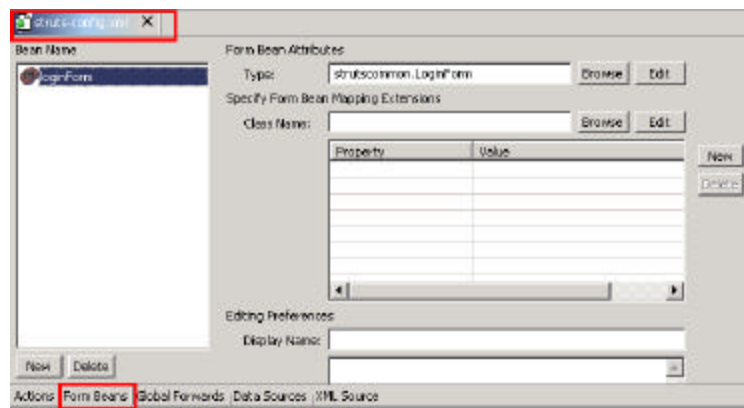 struts-config.xml
Bean Name
Form Bean Attributes
loginForm
Type: strutscommon.LoginForm Browse Edit
Specify Form Bean Mapping Extensions
Class Name: Browse Edit
Property Value
New
Delete
Editing Preferences
Display Name:
New Delete
Actions Form Beans Global Forwards Data Sources XML Source